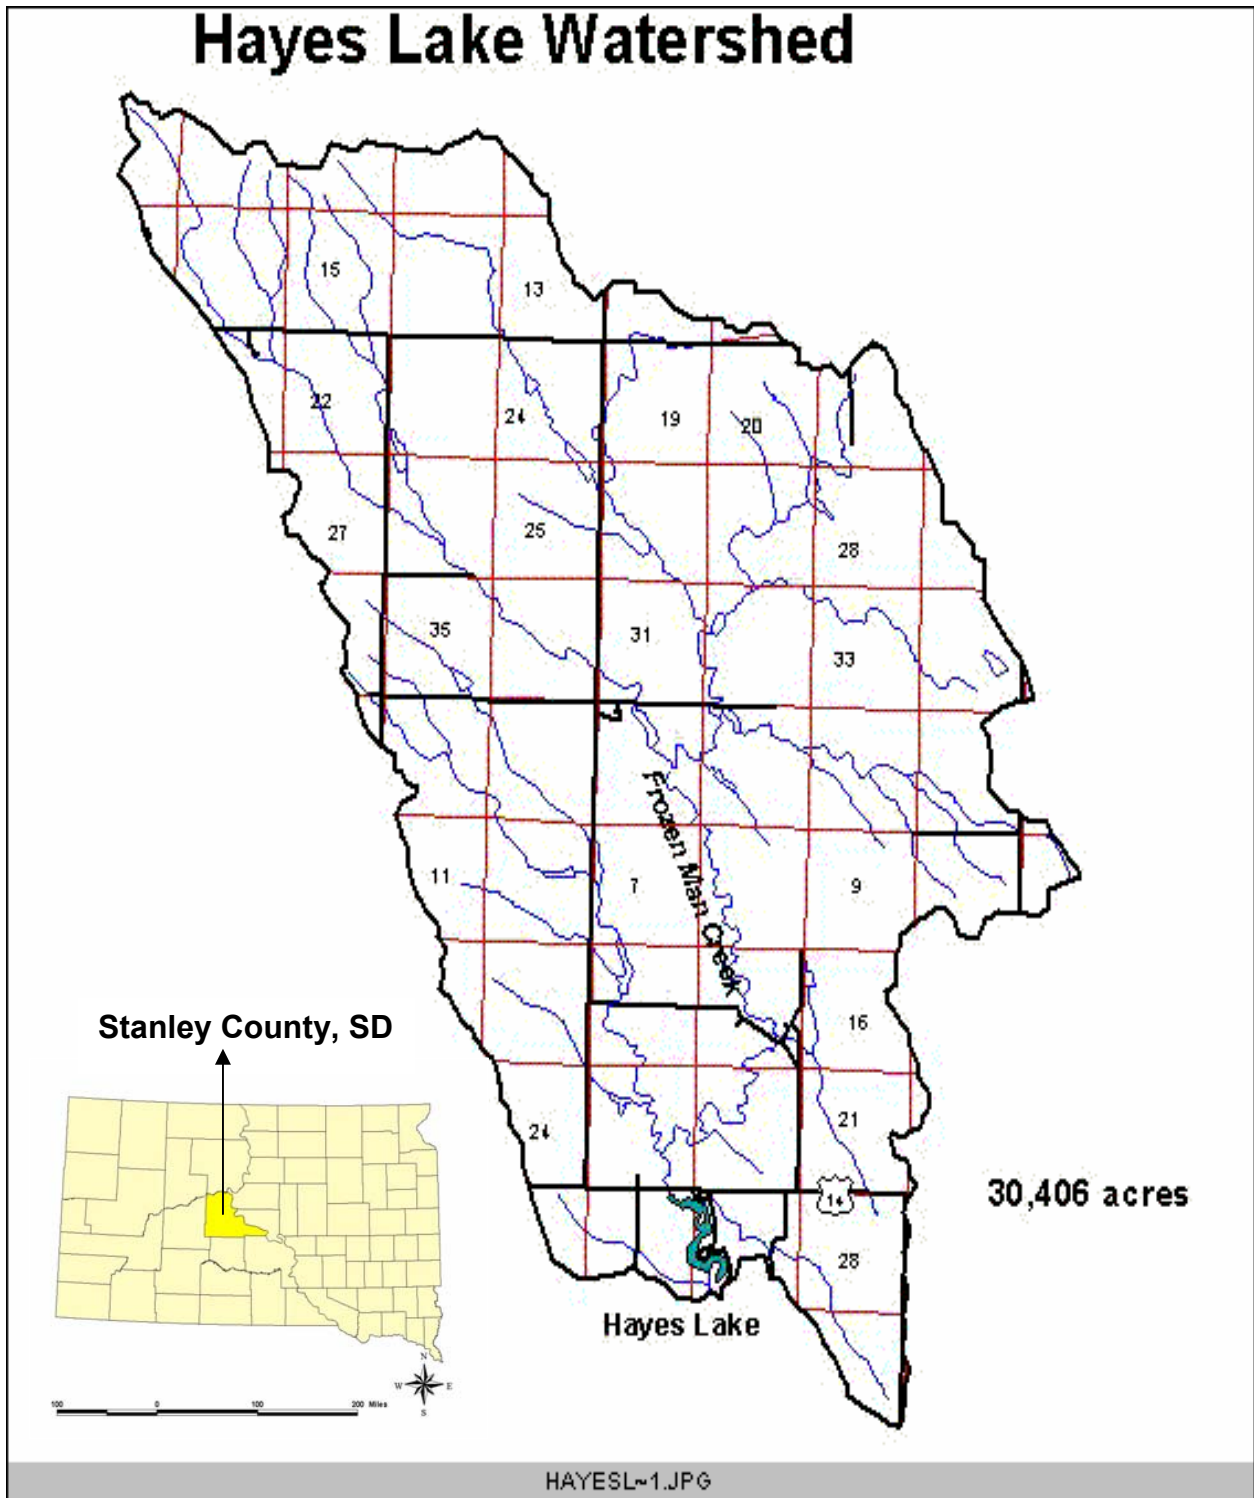 Hayes Lake Watershed
15
13
22
24
19
20
27
25
28
35
31
33
Frozen Man Creek
11
7
9
16
Stanley County, SD
24
21
14
30,406 acres
28
Hayes Lake
N
W E
S
100 0 100 200 Miles
HAYESL~1.JPG